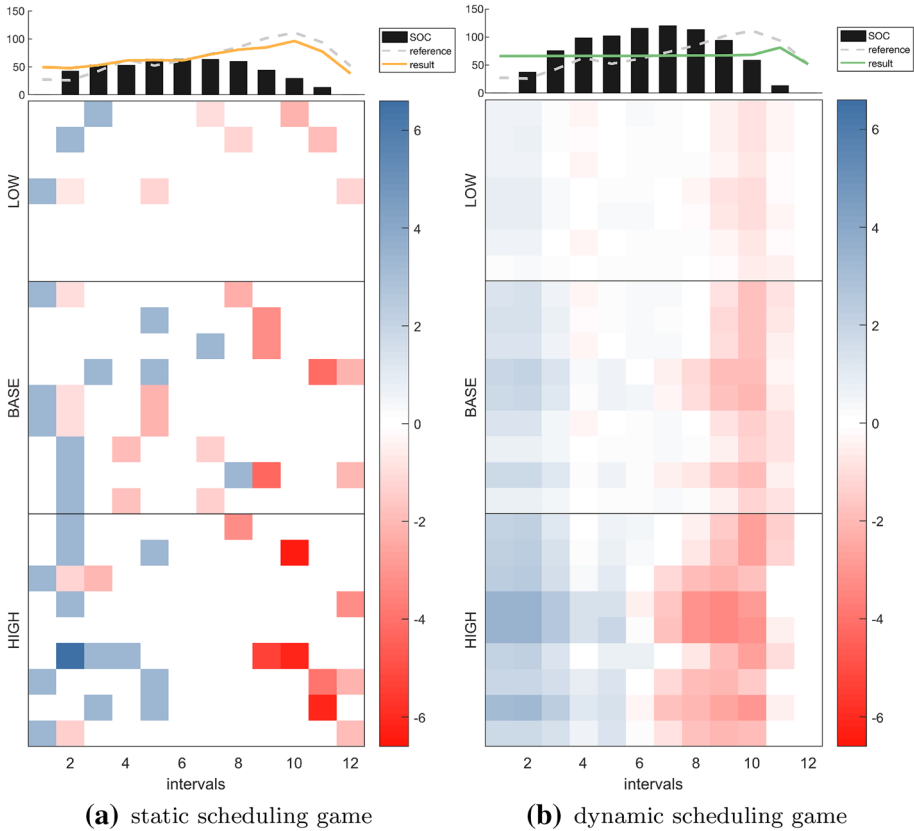 150
100
50
0
SOC
reference
result
LOW
BASE
HIGH
6
4
2
0
-2
-4
-6
2 4 6 8 10 12
intervals
(a) static scheduling game
150
100
50
0
SOC
reference
result
LOW
BASE
HIGH
6
4
2
0
-2
-4
-6
2 4 6 8 10 12
intervals
(b) dynamic scheduling game